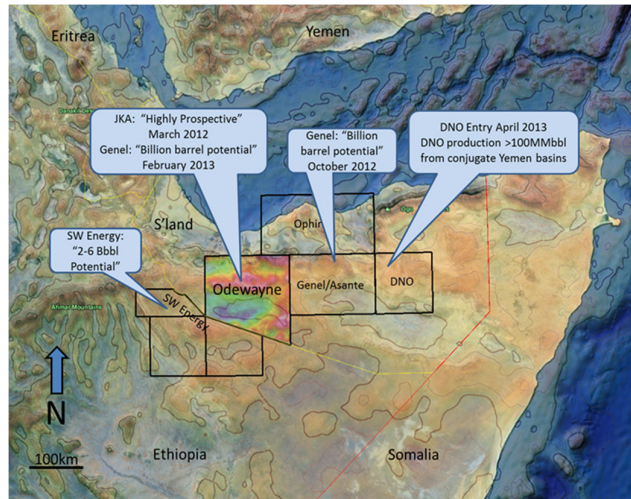 Eritrea
Yemen
JKA: “Highly Prospective”
March 2012
Genel: “Billion barrel potential”
February 2013
Genel: “Billion
barrel potential”
October 2012
DNO Entry April 2013
DNO production >100MMbbl
from conjugate Yemen basins
S'land
Ophir
SW Energy:
“2-6 Bbbl
Potential”
Odewayne
Genel/Asante
DNO
SW Energy
Ahmar Mountains
N
100km
Ethiopia
Somalia